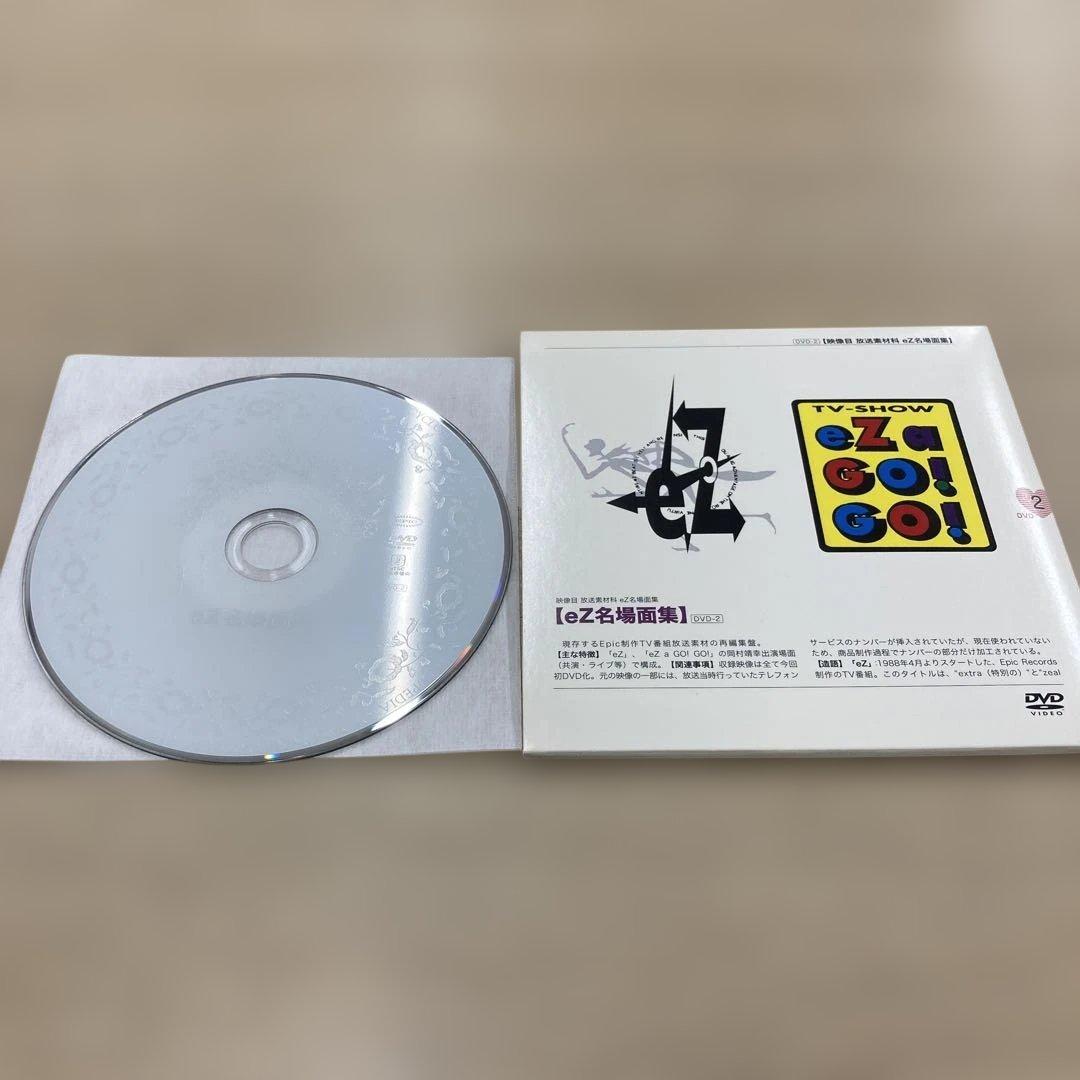 DVD-2【映像目 放送素材科 eZ名場面集】
TV-SHOW
eZ a
GO!
GO!
2
DVD
映像目 放送素材科 eZ名場面集
【eZ名場面集】DVD-2
現存するEpic制作TV番組放送素材の再編集盤。
【主な特徴】「eZ」、「eZ a GO! GO!」の岡村靖幸出演場面
(共演・ライブ等)で構成。【関連事項】収録映像は全て今回
初DVD化。元の映像の一部には、放送当時行っていたテレフォン
サービスのナンバーが挿入されていたが、現在使われていない
ため、商品制作過程でナンバーの部分だけ加工されている。
【造語】「eZ」:1988年4月よりスタートした、Epic Records
制作のTV番組。このタイトルは、"extra(特別の)"と"zeal
DVD
VIDEO
DVD